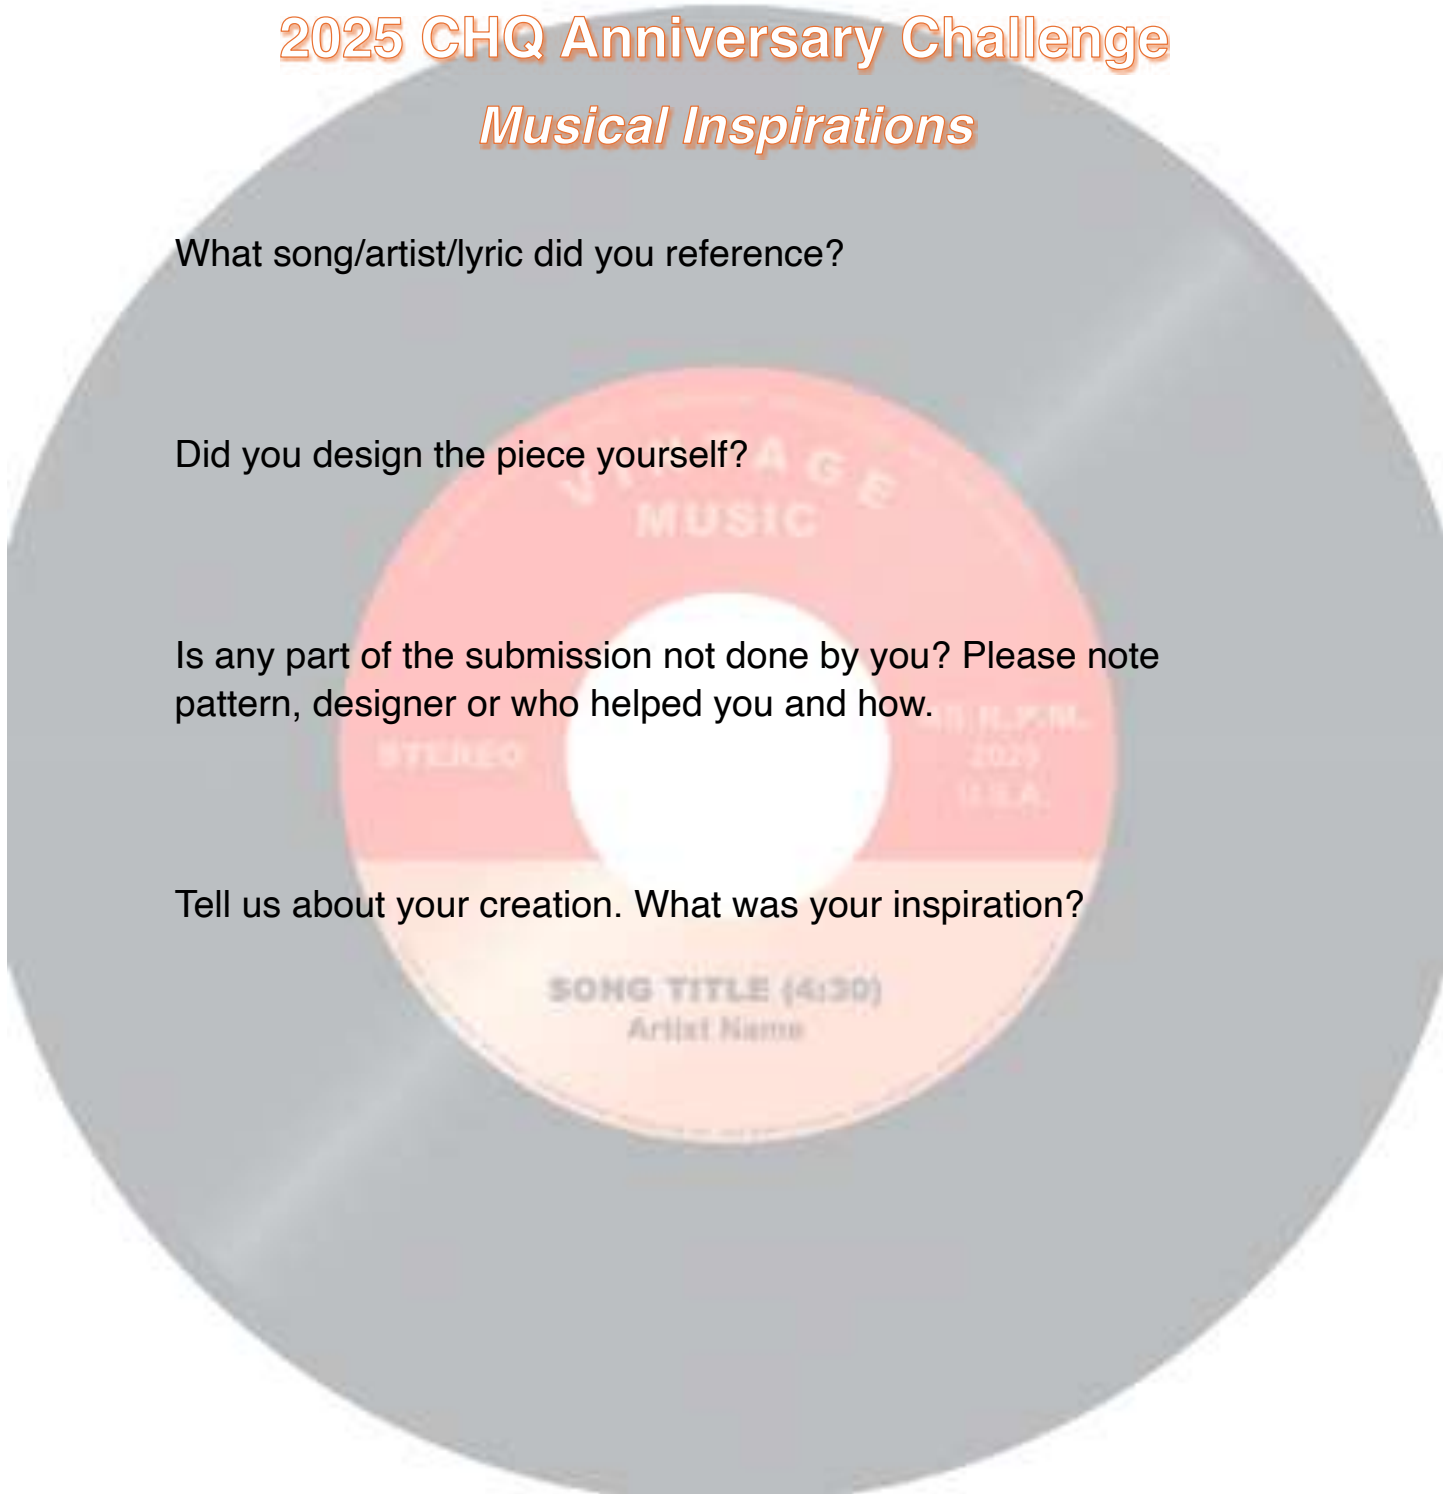 2025 CHQ Anniversary Challenge
Musical Inspirations
What song/artist/lyric did you reference?
Did you design the piece yourself?
VINTAGE
MUSIC
Is any part of the submission not done by you? Please note
pattern, designer or who helped you and how.
R.P.M.
STEREO
U.S.A.
Tell us about your creation. What was your inspiration?
SONG TITLE (4:30)
Artist Name